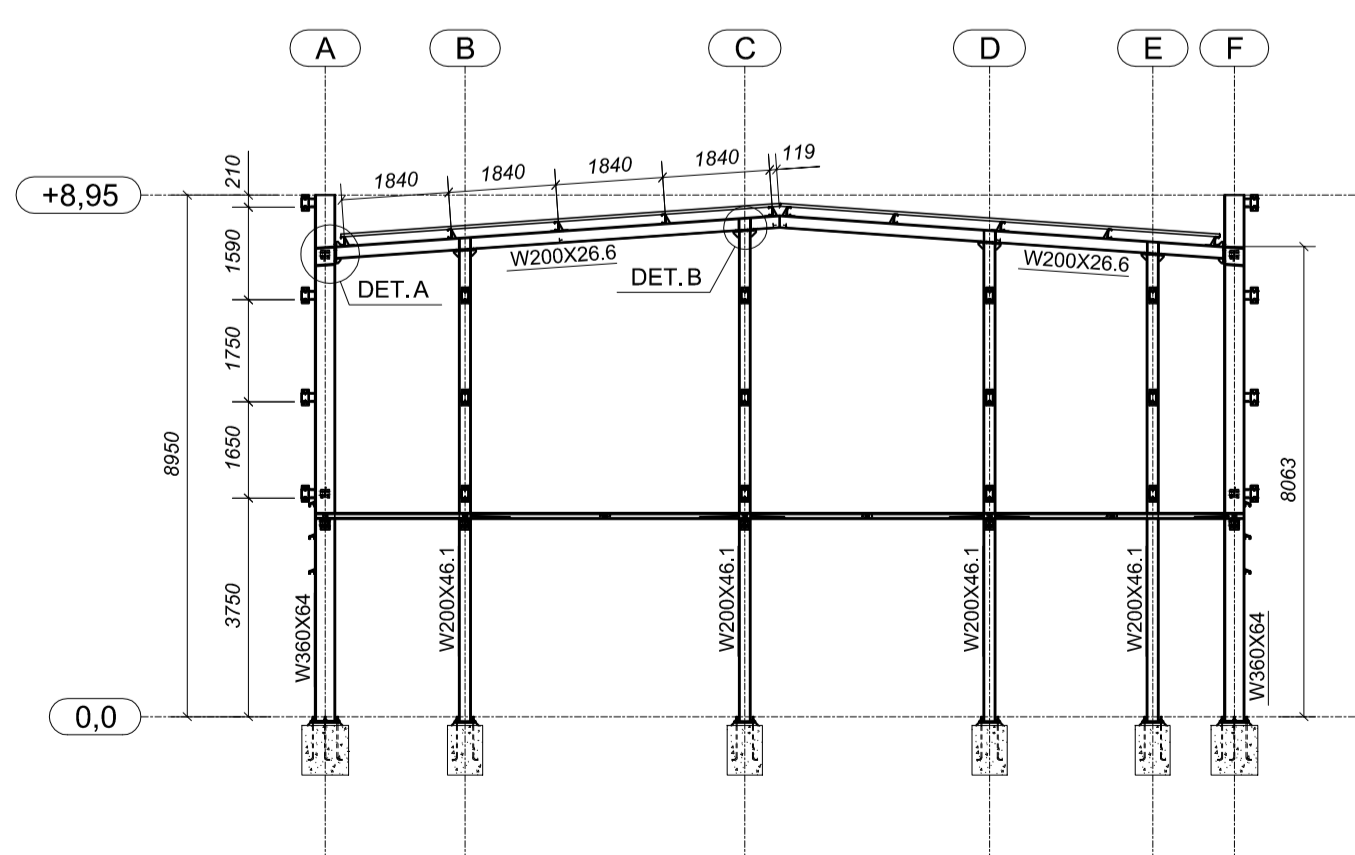 A B C D E F
1840 1840 1840 1840 119
210
+8,95
1590
W200X26.6
W200X26.6
DET.A
DET.B
1750
1650
8950
8063
3750
W360X64
W200X46.1
W200X46.1
W200X46.1
W200X46.1
W360X64
0,0